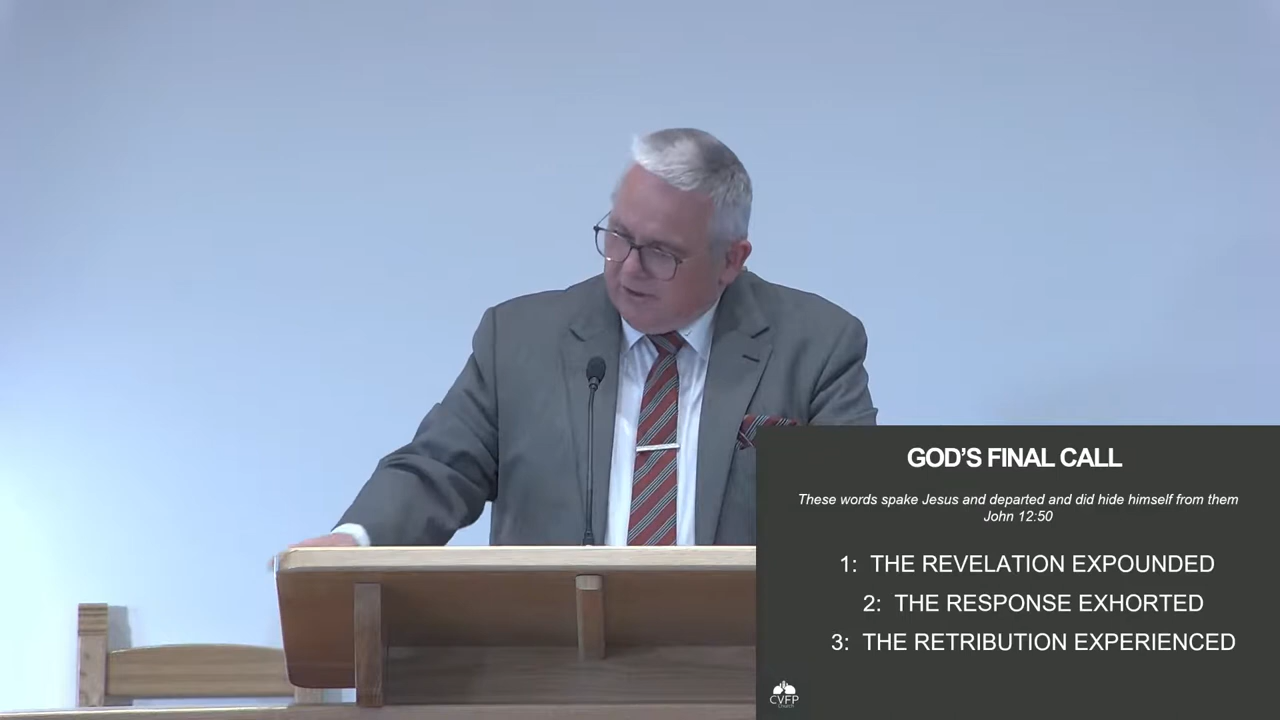 GOD'S FINAL CALL
These words spake Jesus and departed and did hide himself from them
John 12:50
1: THE REVELATION EXPOUNDED
2: THE RESPONSE EXHORTED
3: THE RETRIBUTION EXPERIENCED
CVFP
Church